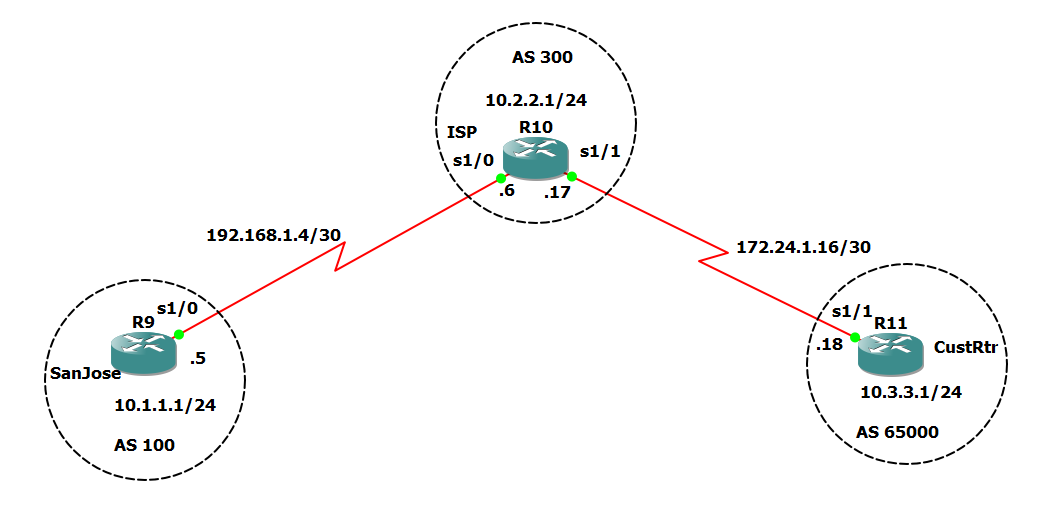 AS 300
10.2.2.1/24
ISP
R10
s1/0
s1/1
.6
.17
192.168.1.4/30
172.24.1.16/30
s1/0
R9
.5
SanJose
10.1.1.1/24
AS 100
s1/1
R11
.18
CustRtr
10.3.3.1/24
AS 65000